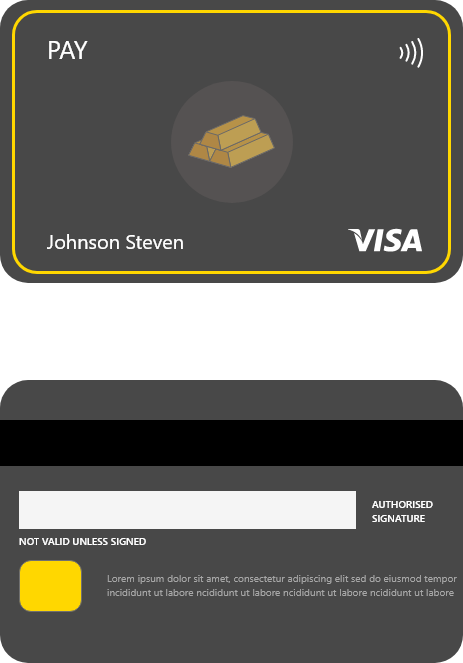 PAY
Johnson Steven
VISA
AUTHORISED
SIGNATURE
NOT VALID UNLESS SIGNED
Lorem ipsum dolor sit amet, consectetur adipiscing elit sed do eiusmod tempor
incididunt ut labore ncididunt ut labore ncididunt ut labore ncididunt ut labore